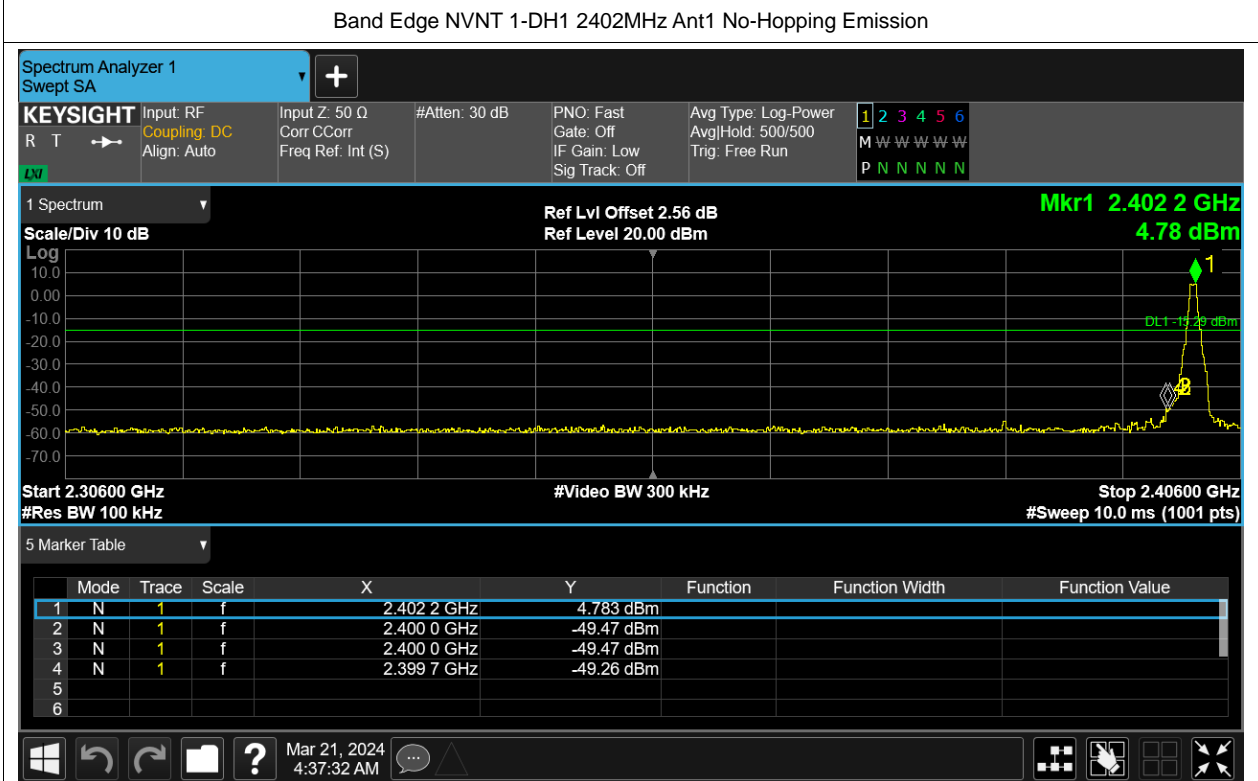 Band Edge NVNT 1-DH1 2402MHz Ant1 No-Hopping Emission
Spectrum Analyzer 1
Swept SA
+
KEYSIGHT
R T
LXI
Input: RF
Coupling: DC
Align: Auto
Input Z: 50 Ω
Corr CCorr
Freq Ref: Int (S)
#Atten: 30 dB
PNO: Fast
Gate: Off
IF Gain: Low
Sig Track: Off
Avg Type: Log-Power
Avg|Hold: 500/500
Trig: Free Run
1 2 3 4 5 6
M W W W W W
P N N N N N
1 Spectrum
Scale/Div 10 dB
Ref Lvl Offset 2.56 dB
Ref Level 20.00 dBm
Mkr1 2.402 2 GHz
4.78 dBm
Log
10.0
0.00
-10.0
-20.0
-30.0
-40.0
-50.0
-60.0
-70.0
1
DL1 -15.29 dBm
Start 2.30600 GHz
#Res BW 100 kHz
#Video BW 300 kHz
Stop 2.40600 GHz
#Sweep 10.0 ms (1001 pts)
5 Marker Table
Mode Trace Scale X Y Function Function Width Function Value
1 N 1 f 2.402 2 GHz 4.783 dBm
2 N 1 f 2.400 0 GHz -49.47 dBm
3 N 1 f 2.400 0 GHz -49.47 dBm
4 N 1 f 2.399 7 GHz -49.26 dBm
5
6
?
Mar 21, 2024
4:37:32 AM